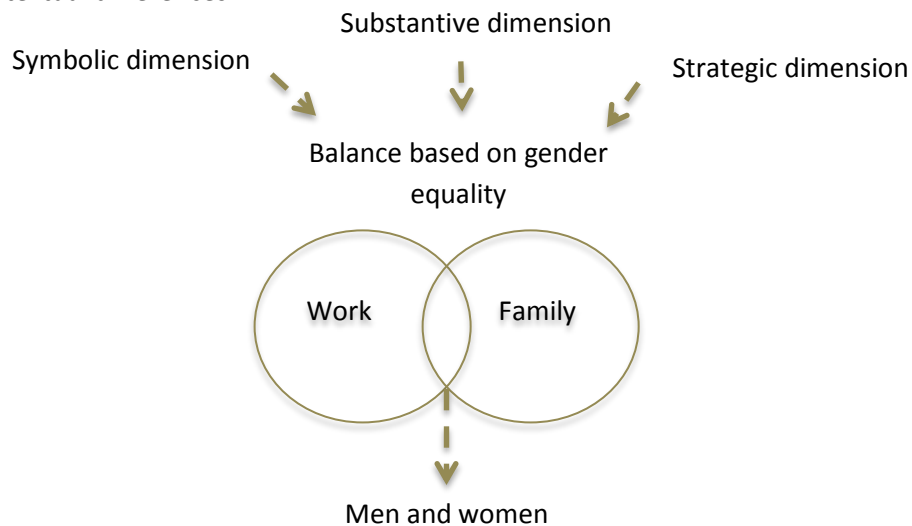 Substantive dimension
Symbolic dimension
Strategic dimension
Balance based on gender
equality
Work
Family
Men and women